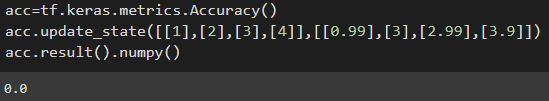 acc=tf.keras.metrics.Accuracy()
acc.update_state([[1],[2],[3],[4]],[[0.99],[3],[2.99],[3.9]])
acc.result().numpy()
0.0